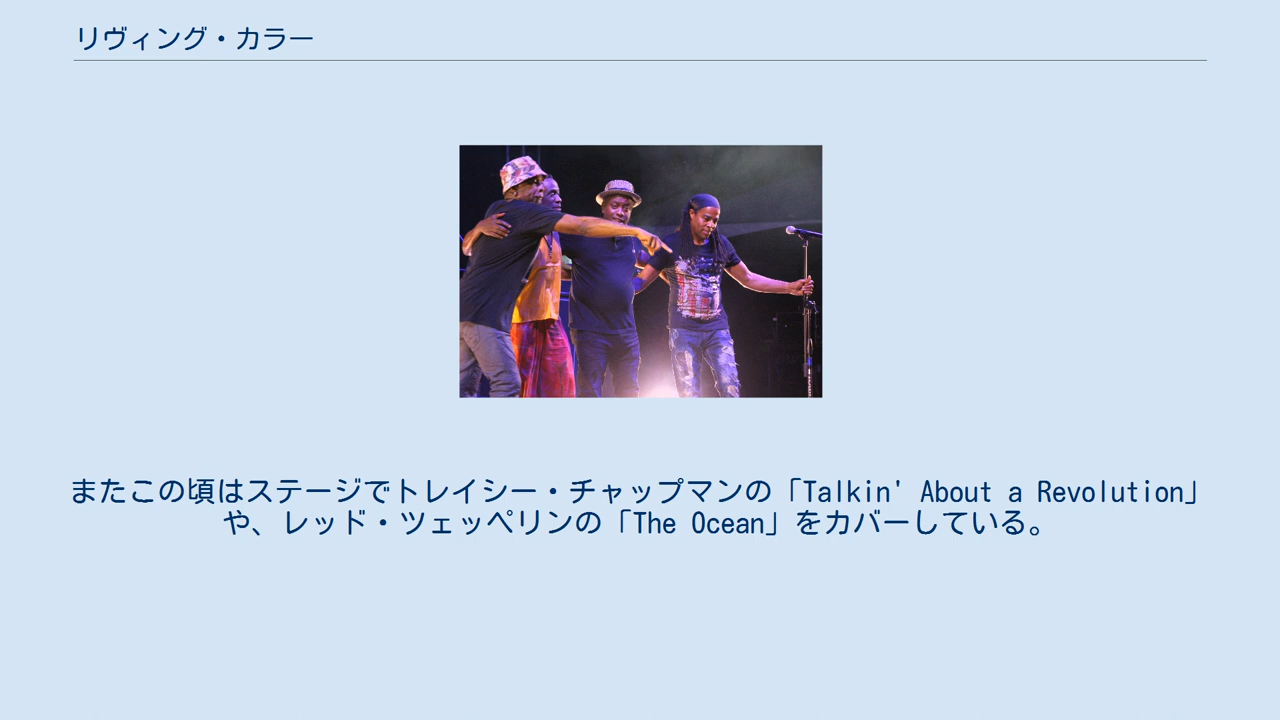 リヴィング・カラー
またこの頃はステージでトレイシー・チャップマンの「Talkin' About a Revolution」
や、レッド・ツェッペリンの「The Ocean」をカバーしている。